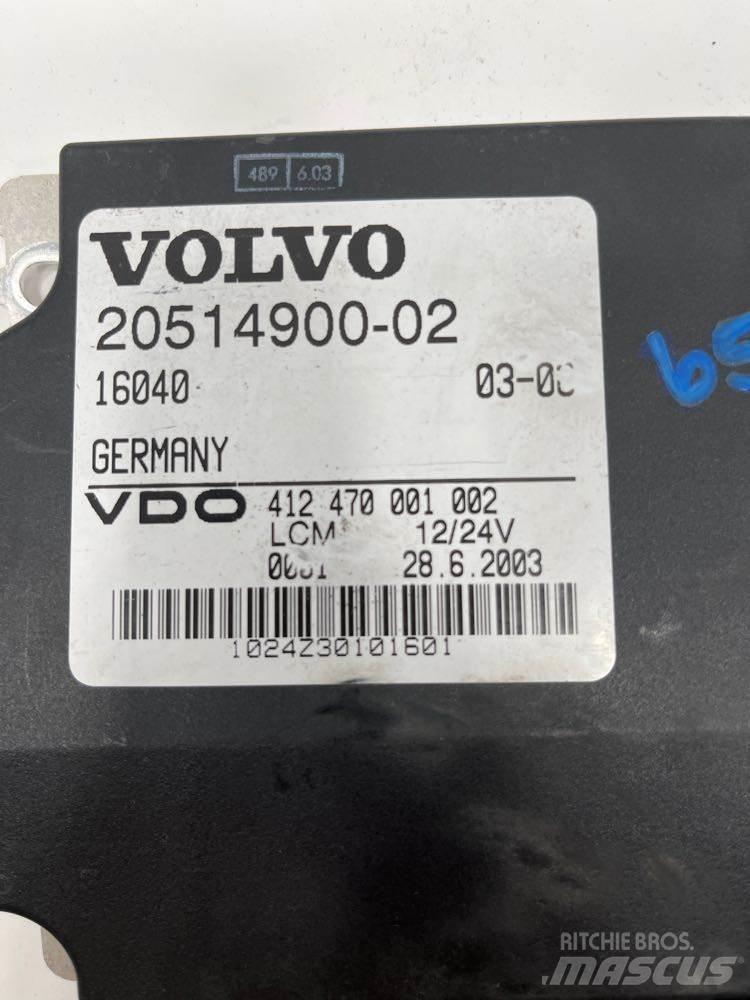 489 6.03
VOLVO
20514900-02
16040
GERMANY
VDO 412 470 001 002
LCM 12/24V
28.6.2003
1024Z30101601
RITCHIE BROS.
MASCUS